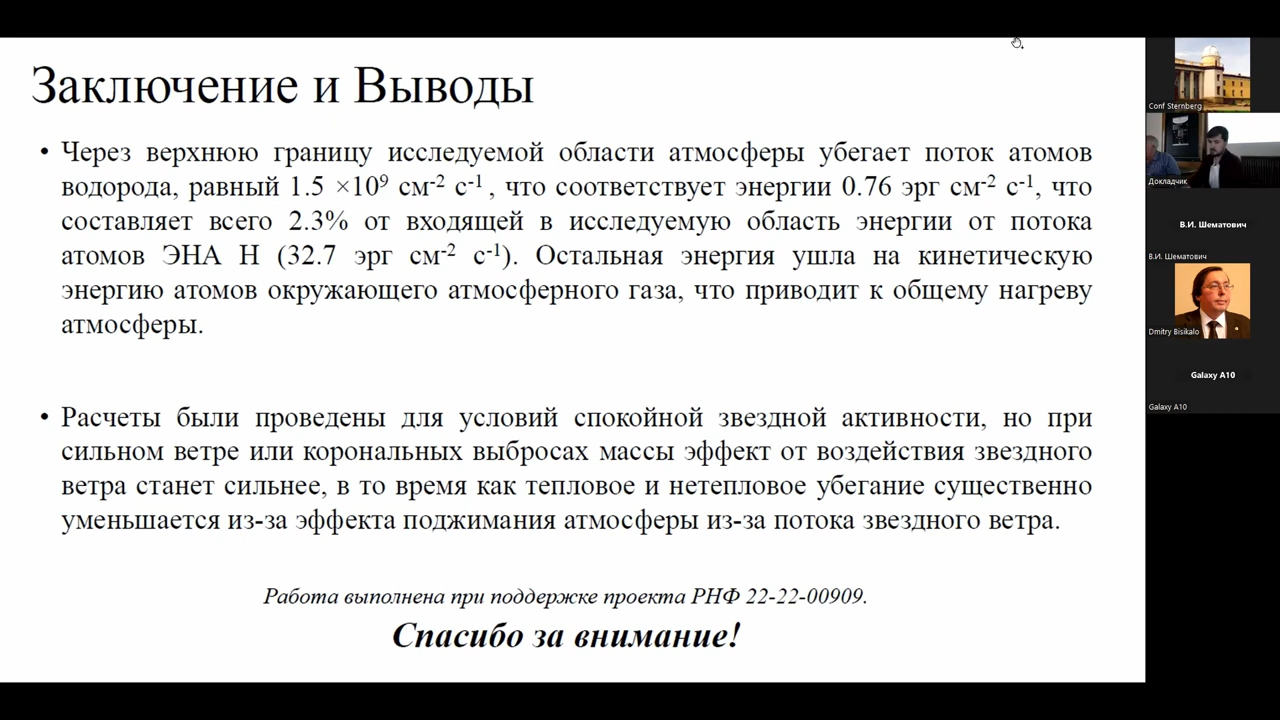 Заключение и Выводы
• Через верхнюю границу исследуемой области атмосферы убегает поток атомов
водорода, равный 1.5 ×10⁹ см⁻² с⁻¹ , что соответствует энергии 0.76 эрг см⁻² с⁻¹, что
составляет всего 2.3% от входящей в исследуемую область энергии от потока
атомов ЭНА H (32.7 эрг см⁻² с⁻¹). Остальная энергия ушла на кинетическую
энергию атомов окружающего атмосферного газа, что приводит к общему нагреву
атмосферы.
• Расчеты были проведены для условий спокойной звездной активности, но при
сильном ветре или корональных выбросах массы эффект от воздействия звездного
ветра станет сильнее, в то время как тепловое и нетепловое убегание существенно
уменьшается из-за эффекта поджимания атмосферы из-за потока звездного ветра.
Работа выполнена при поддержке проекта РНФ 22-22-00909.
Спасибо за внимание!
Conf Sternberg
Докладчик
В.И. Шематович
В.И. Шематович
Dmitry Bisikalo
Galaxy A10
Galaxy A10